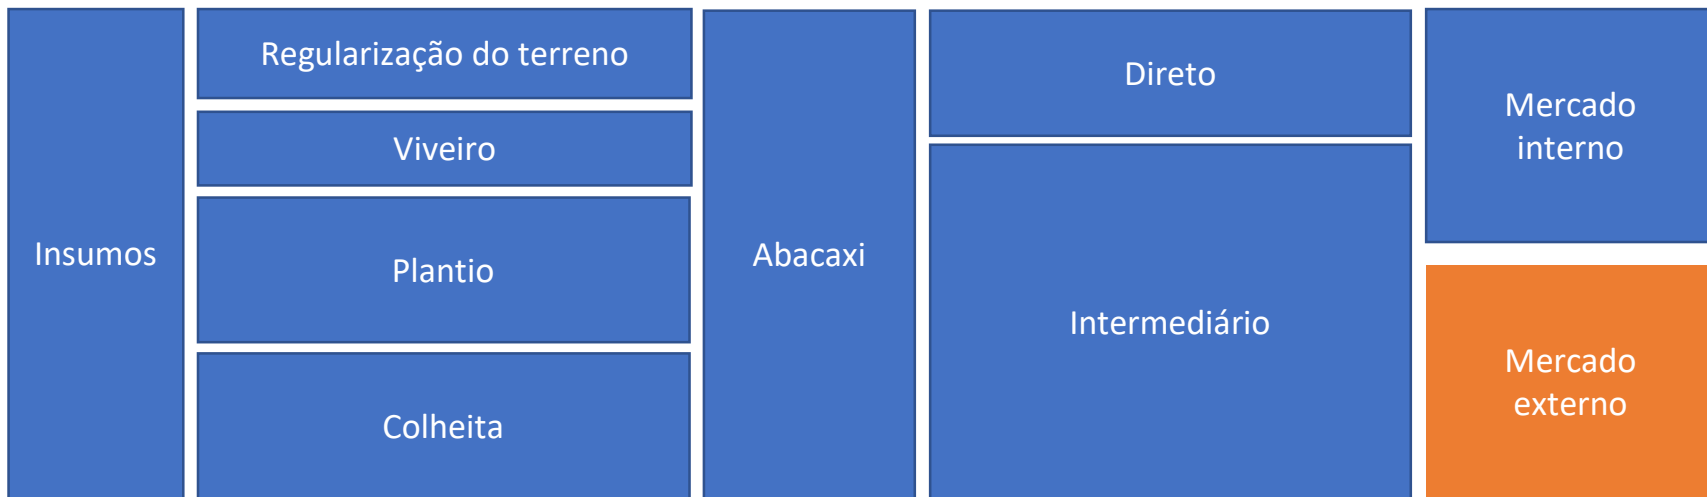 Insumos
Regularização do terreno
Viveiro
Plantio
Colheita
Abacaxi
Direto
Intermediário
Mercado
interno
Mercado
externo